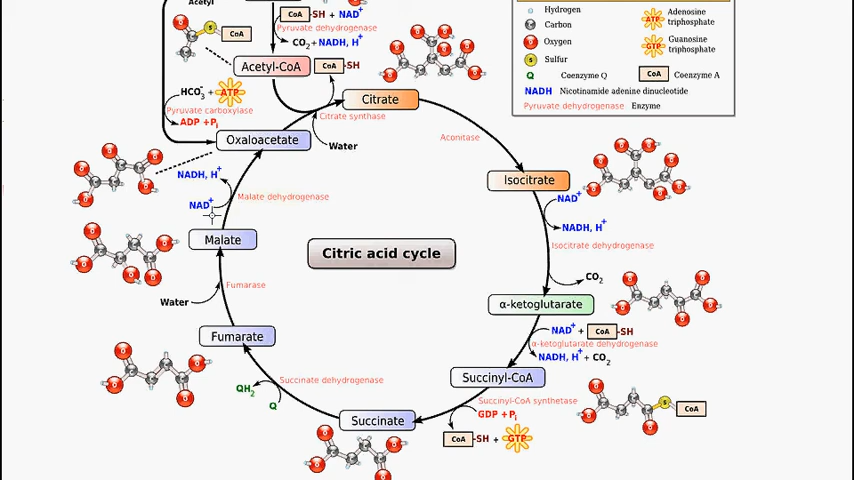 Acetyl
CoA -SH + NAD+
Pyruvate dehydrogenase
CO2 + NADH, H+
S CoA
Acetyl-CoA
CoA -SH
HCO3- + ATP
Pyruvate carboxylase
ADP + Pi
Citrate
Citrate synthase
Water
Oxaloacetate
Aconitase
Isocitrate
NAD+
NADH, H+
Isocitrate dehydrogenase
CO2
α-ketoglutarate
NAD+ + CoA -SH
α-ketoglutarate dehydrogenase
NADH, H+ + CO2
Succinyl-CoA
S CoA
Succinyl-CoA synthetase
GDP + Pi
CoA -SH + GTP
Succinate
Succinate dehydrogenase
Q
QH2
Fumarate
Fumarase
Water
Malate
Malate dehydrogenase
NAD+
NADH, H+
Citric acid cycle
Hydrogen
Carbon
O Oxygen
S Sulfur
Q Coenzyme Q
ATP Adenosine
triphosphate
GTP Guanosine
triphosphate
CoA Coenzyme A
NADH Nicotinamide adenine dinucleotide
Pyruvate dehydrogenase Enzyme